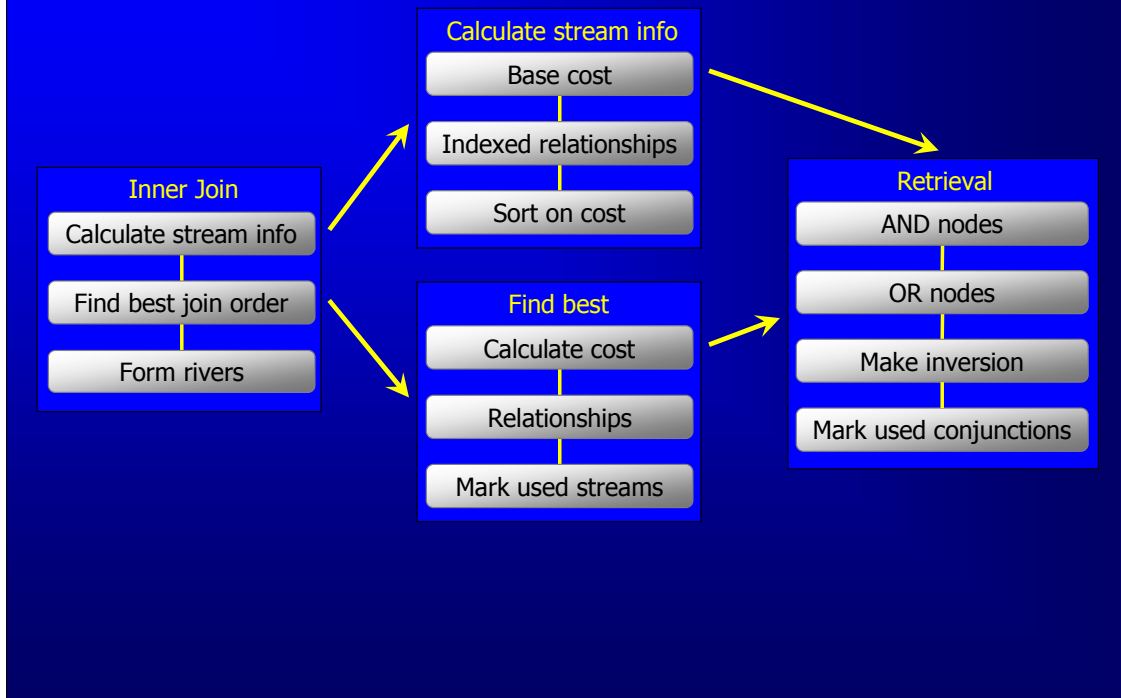 Inner Join
Calculate stream info
Find best join order
Form rivers
Calculate stream info
Base cost
Indexed relationships
Sort on cost
Find best
Calculate cost
Relationships
Mark used streams
Retrieval
AND nodes
OR nodes
Make inversion
Mark used conjunctions